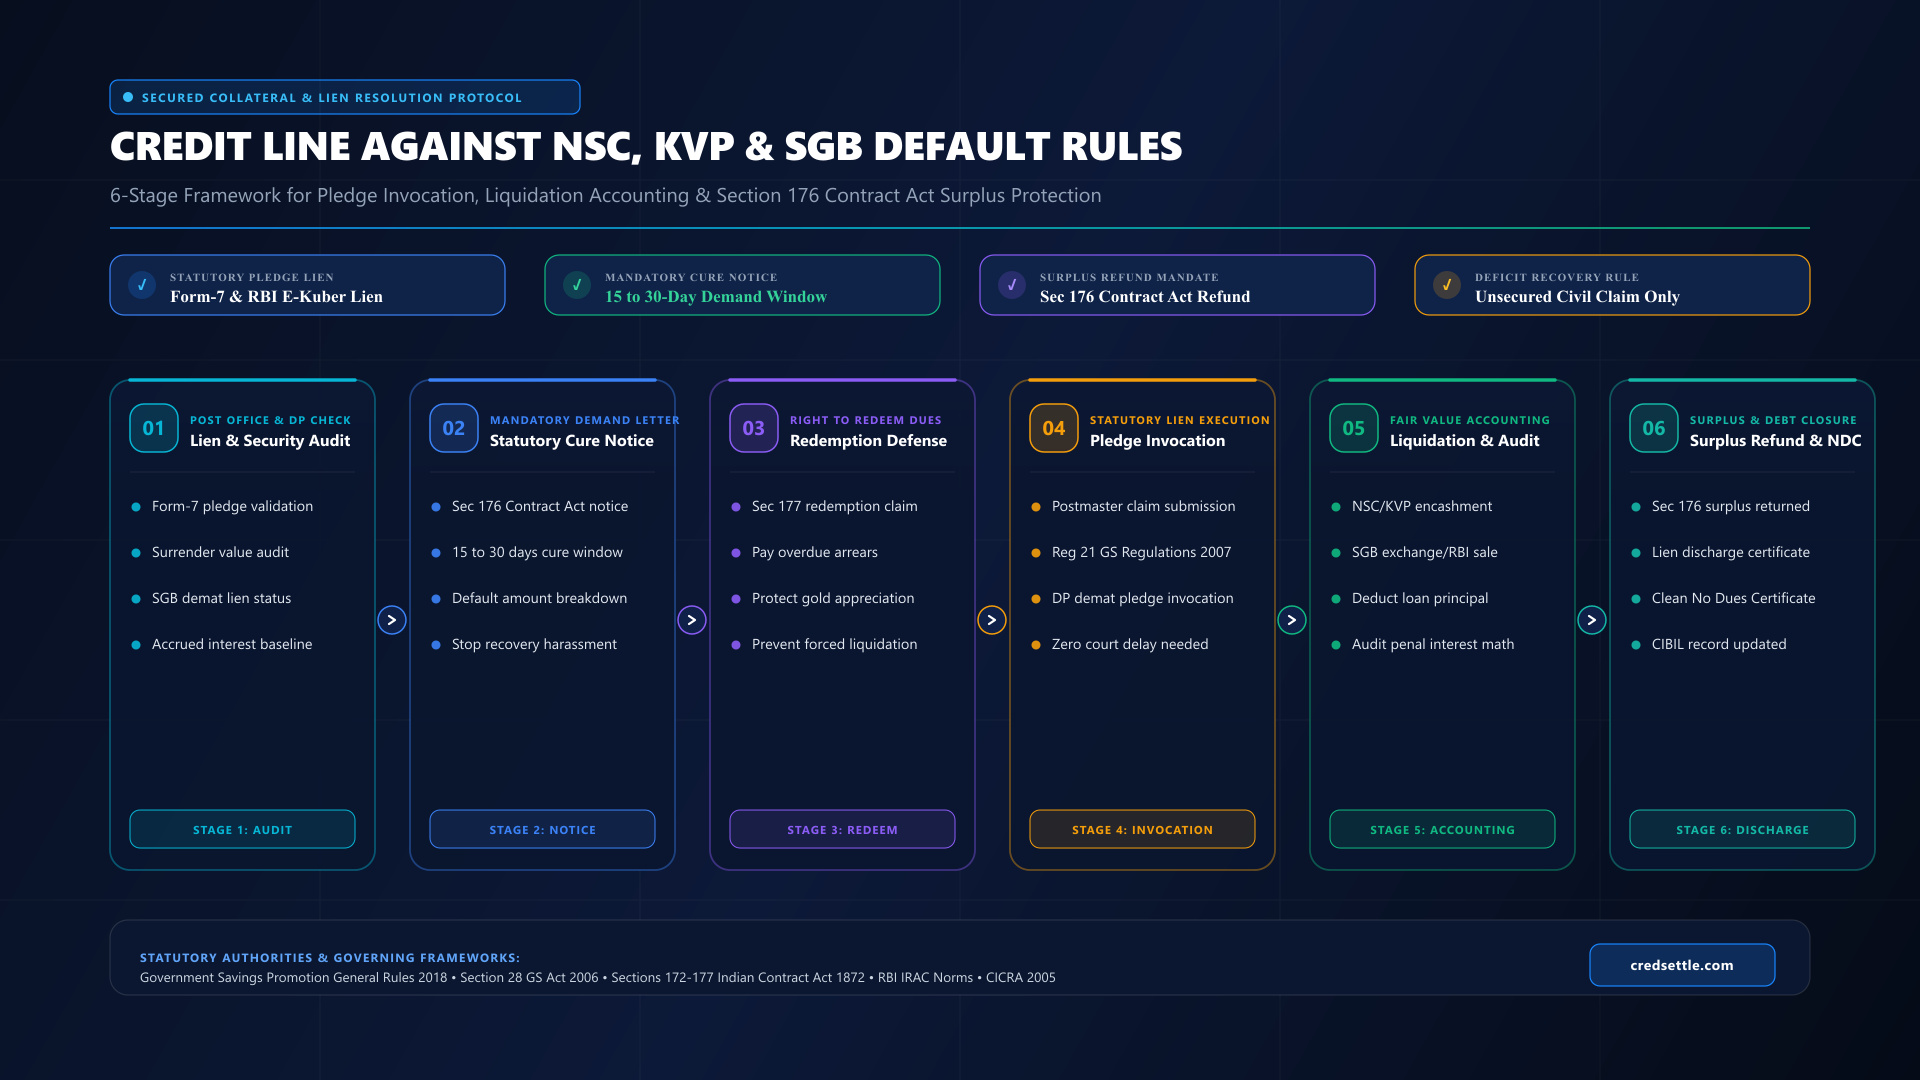 SECURED COLLATERAL & LIEN RESOLUTION PROTOCOL
CREDIT LINE AGAINST NSC, KVP & SGB DEFAULT RULES
6-Stage Framework for Pledge Invocation, Liquidation Accounting & Section 176 Contract Act Surplus Protection
✓
STATUTORY PLEDGE LIEN
Form-7 & RBI E-Kuber Lien
✓
MANDATORY CURE NOTICE
15 to 30-Day Demand Window
✓
SURPLUS REFUND MANDATE
Sec 176 Contract Act Refund
✓
DEFICIT RECOVERY RULE
Unsecured Civil Claim Only
01
POST OFFICE & DP CHECK
Lien & Security Audit
• Form-7 pledge validation
• Surrender value audit
• SGB demat lien status
• Accrued interest baseline
STAGE 1: AUDIT
>
02
MANDATORY DEMAND LETTER
Statutory Cure Notice
• Sec 176 Contract Act notice
• 15 to 30 days cure window
• Default amount breakdown
• Stop recovery harassment
STAGE 2: NOTICE
>
03
RIGHT TO REDEEM DUES
Redemption Defense
• Sec 177 redemption claim
• Pay overdue arrears
• Protect gold appreciation
• Prevent forced liquidation
STAGE 3: REDEEM
>
04
STATUTORY LIEN EXECUTION
Pledge Invocation
• Postmaster claim submission
• Reg 21 GS Regulations 2007
• DP demat pledge invocation
• Zero court delay needed
STAGE 4: INVOCATION
>
05
FAIR VALUE ACCOUNTING
Liquidation & Audit
• NSC/KVP encashment
• SGB exchange/RBI sale
• Deduct loan principal
• Audit penal interest math
STAGE 5: ACCOUNTING
>
06
SURPLUS & DEBT CLOSURE
Surplus Refund & NDC
• Sec 176 surplus returned
• Lien discharge certificate
• Clean No Dues Certificate
• CIBIL record updated
STAGE 6: DISCHARGE
STATUTORY AUTHORITIES & GOVERNING FRAMEWORKS:
Government Savings Promotion General Rules 2018 • Section 28 GS Act 2006 • Sections 172-177 Indian Contract Act 1872 • RBI IRAC Norms • CICRA 2005
credsettle.com